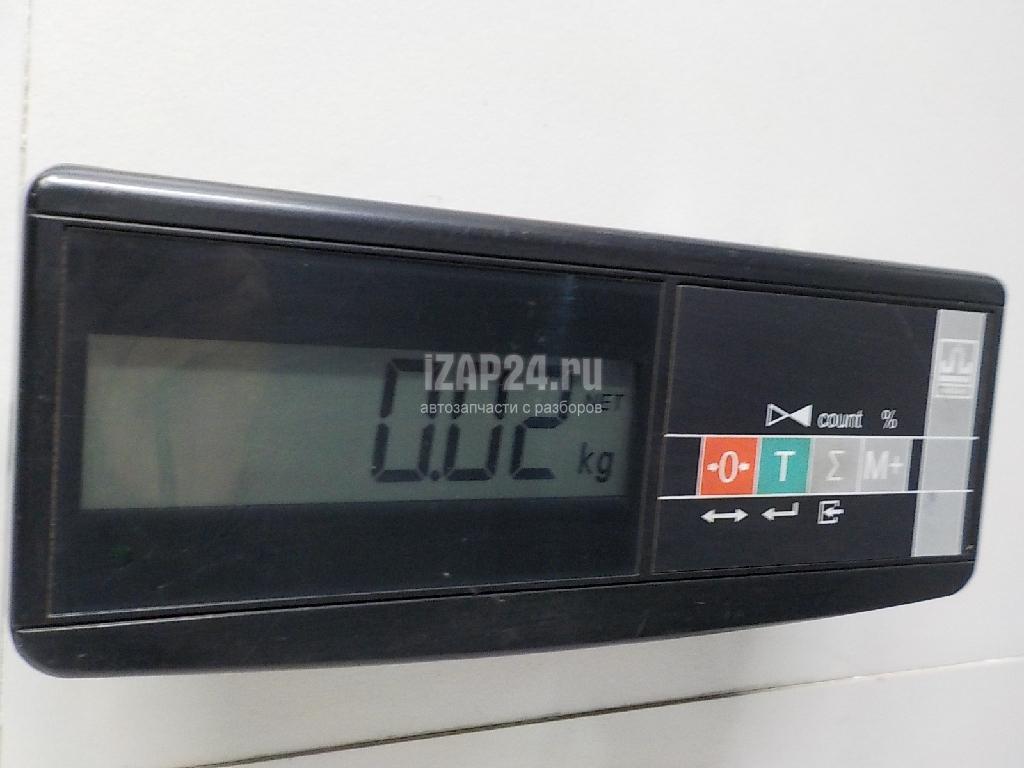 iZAP24.ru
автозапчасти с разборов
0.02
NET
kg
count %
0 T Σ M+